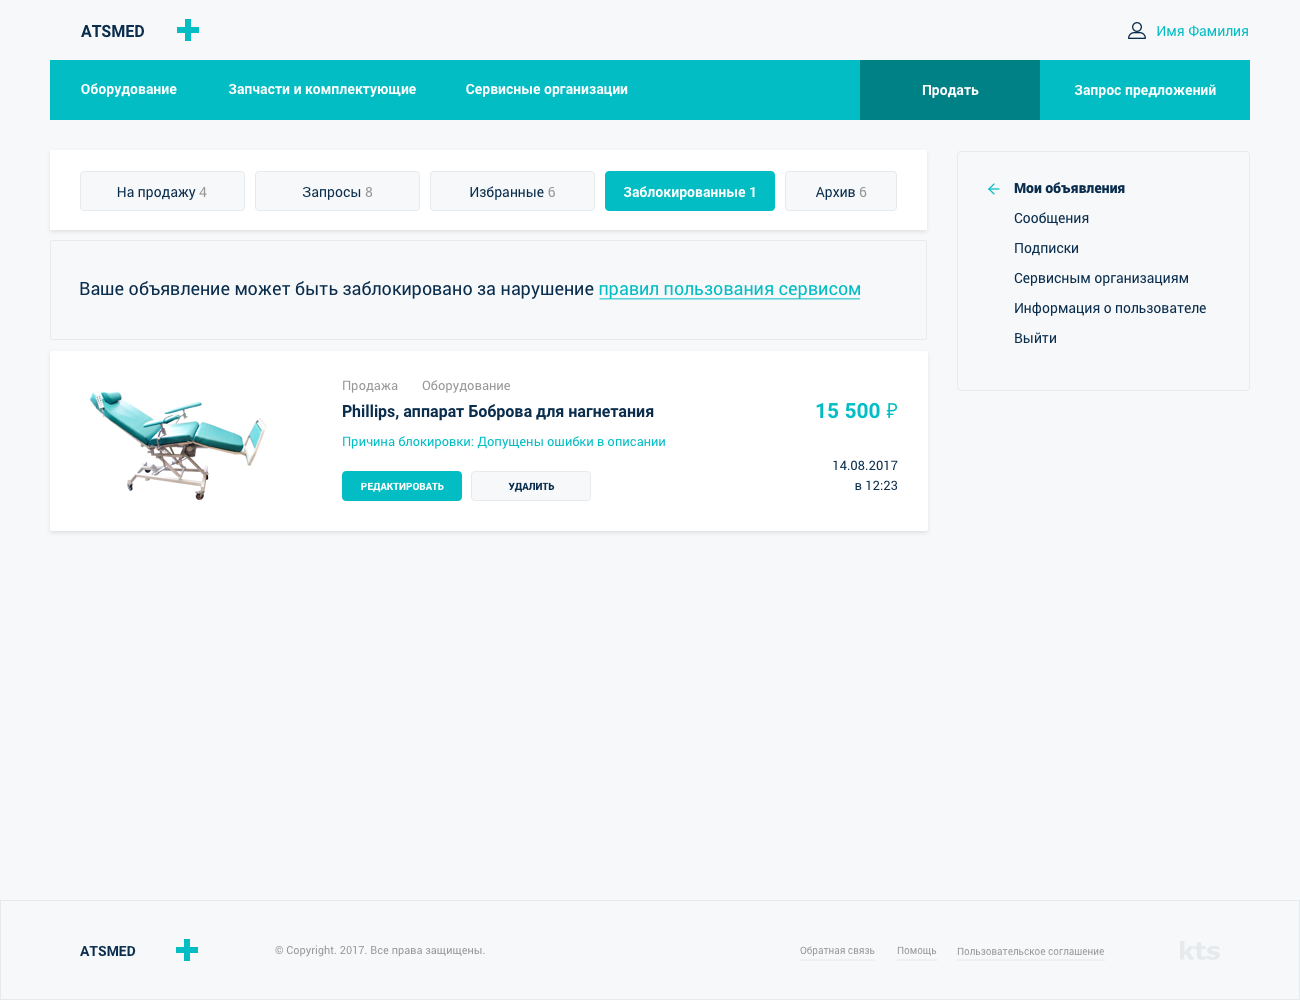 ATSMED
Имя Фамилия
Оборудование
Запчасти и комплектующие
Сервисные организации
Продать
Запрос предложений
На продажу 4
Запросы 8
Избранные 6
Заблокированные 1
Архив 6
Мои объявления
Сообщения
Подписки
Сервисным организациям
Информация о пользователе
Выйти
Ваше объявление может быть заблокировано за нарушение правил пользования сервисом
Продажа Оборудование
Phillips, аппарат Боброва для нагнетания
15 500 ₽
Причина блокировки: Допущены ошибки в описании
14.08.2017
в 12:23
РЕДАКТИРОВАТЬ
УДАЛИТЬ
ATSMED
© Copyright. 2017. Все права защищены.
Обратная связь
Помощь
Пользовательское соглашение
kts